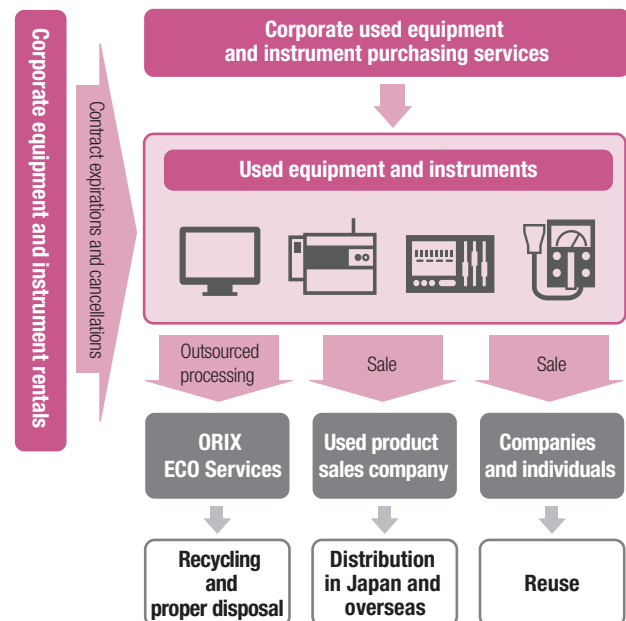 Corporate equipment and instrument rentals
Contract expirations and cancellations
Corporate used equipment
and instrument purchasing services
Used equipment and instruments
Outsourced
processing
Sale
Sale
ORIX
ECO Services
Used product
sales company
Companies
and individuals
Recycling
and
proper disposal
Distribution
in Japan and
overseas
Reuse